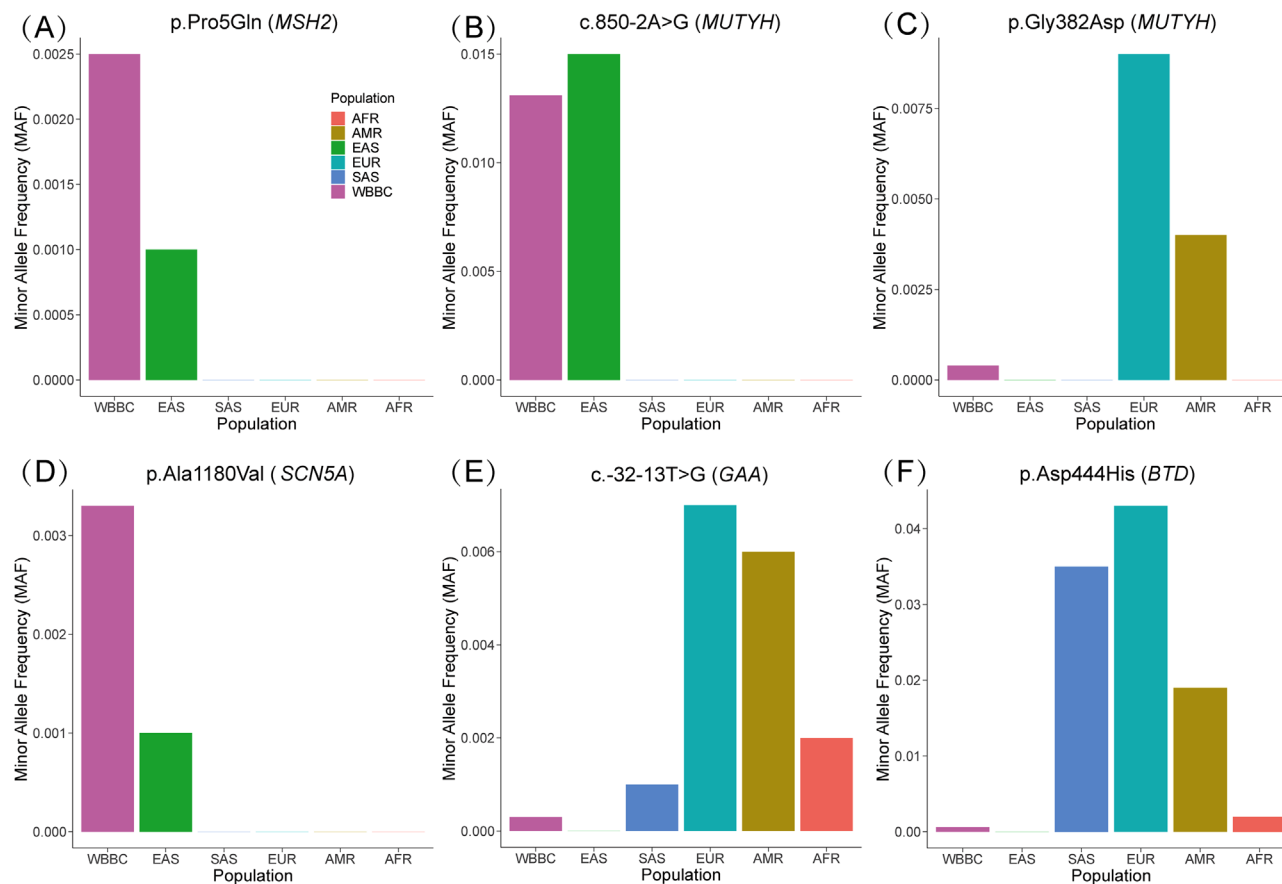 (A) p.Pro5Gln (MSH2)
Minor Allele Frequency (MAF)
0.0025
0.0020
0.0015
0.0010
0.0005
0.0000
WBBC EAS SAS EUR AMR AFR
Population
Population
AFR
AMR
EAS
EUR
SAS
WBBC
(B) c.850-2A>G (MUTYH)
Minor Allele Frequency (MAF)
0.015
0.010
0.005
0.000
WBBC EAS SAS EUR AMR AFR
Population
(C) p.Gly382Asp (MUTYH)
Minor Allele Frequency (MAF)
0.0075
0.0050
0.0025
0.0000
WBBC EAS SAS EUR AMR AFR
Population
(D) p.Ala1180Val ( SCN5A)
Minor Allele Frequency (MAF)
0.003
0.002
0.001
0.000
WBBC EAS SAS EUR AMR AFR
Population
(E) c.-32-13T>G (GAA)
Minor Allele Frequency (MAF)
0.006
0.004
0.002
0.000
WBBC EAS SAS EUR AMR AFR
Population
(F) p.Asp444His (BTD)
Minor Allele Frequency (MAF)
0.04
0.03
0.02
0.01
0.00
WBBC EAS SAS EUR AMR AFR
Population